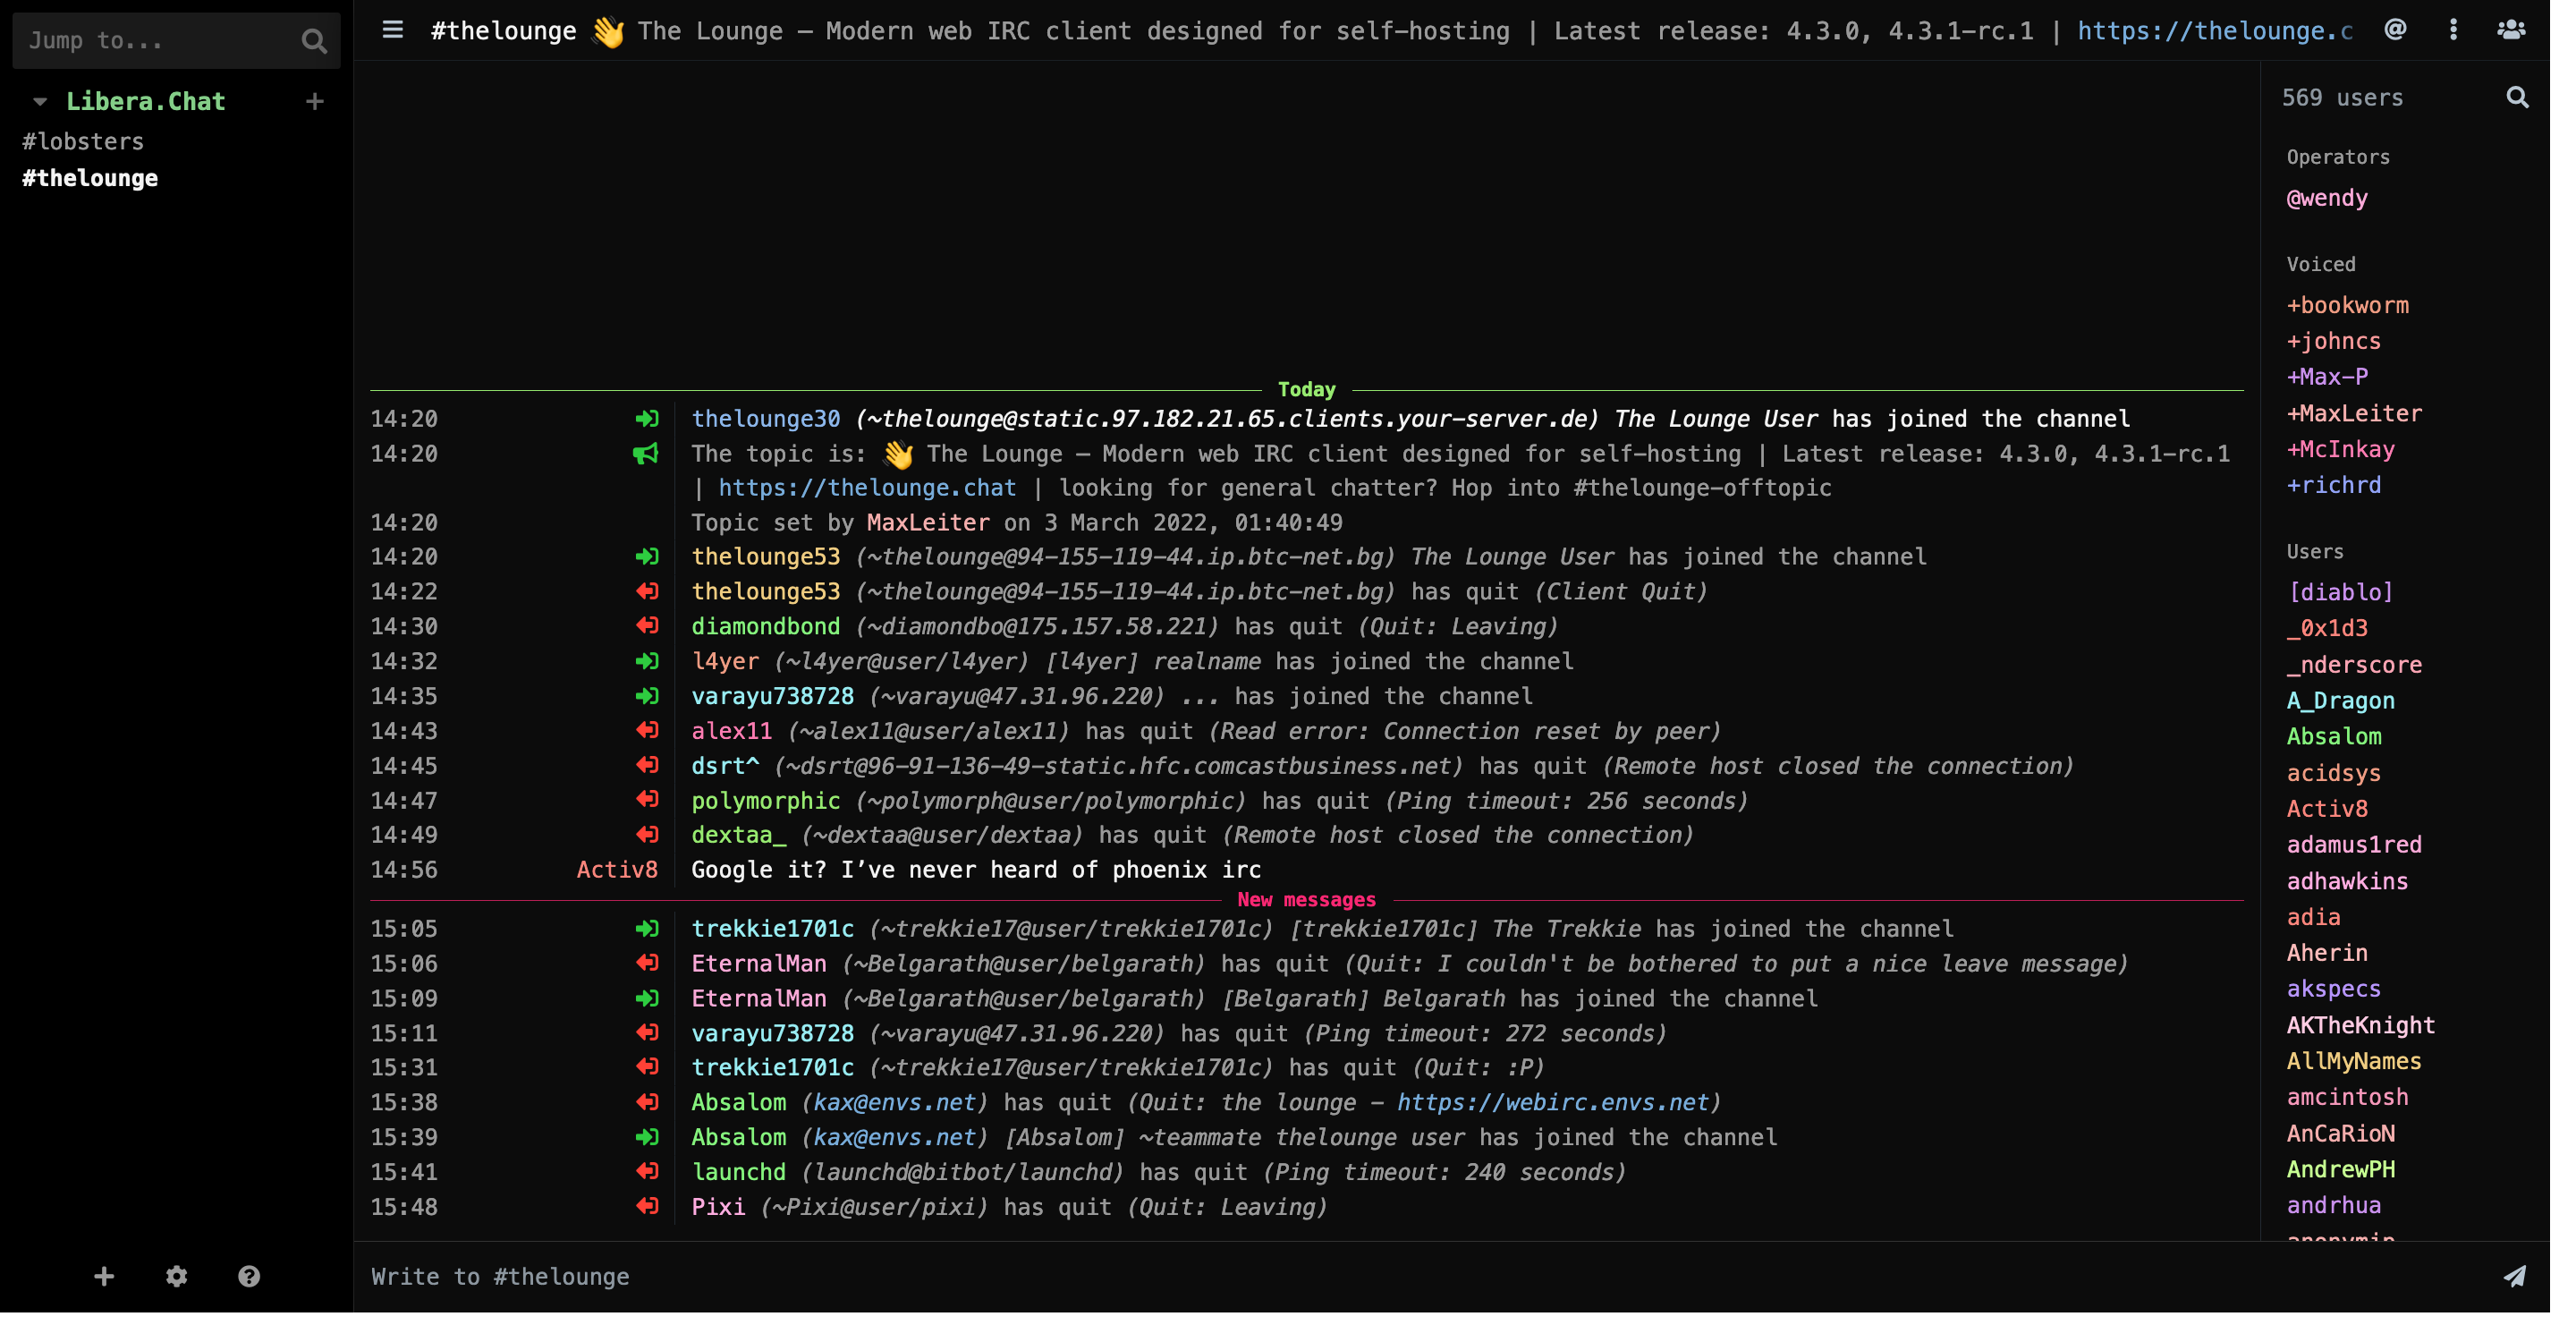 Jump to...
Libera.Chat
#lobsters
#thelounge
#thelounge 👋 The Lounge — Modern web IRC client designed for self-hosting | Latest release: 4.3.0, 4.3.1-rc.1 | https://thelounge.c
Today
14:20 thelounge30 (~thelounge@static.97.182.21.65.clients.your-server.de) The Lounge User has joined the channel
14:20 The topic is: 👋 The Lounge — Modern web IRC client designed for self-hosting | Latest release: 4.3.0, 4.3.1-rc.1
| https://thelounge.chat | looking for general chatter? Hop into #thelounge-offtopic
14:20 Topic set by MaxLeiter on 3 March 2022, 01:40:49
14:20 thelounge53 (~thelounge@94-155-119-44.ip.btc-net.bg) The Lounge User has joined the channel
14:22 thelounge53 (~thelounge@94-155-119-44.ip.btc-net.bg) has quit (Client Quit)
14:30 diamondbond (~diamondbo@175.157.58.221) has quit (Quit: Leaving)
14:32 l4yer (~l4yer@user/l4yer) [l4yer] realname has joined the channel
14:35 varayu738728 (~varayu@47.31.96.220) ... has joined the channel
14:43 alex11 (~alex11@user/alex11) has quit (Read error: Connection reset by peer)
14:45 dsrt^ (~dsrt@96-91-136-49-static.hfc.comcastbusiness.net) has quit (Remote host closed the connection)
14:47 polymorphic (~polymorph@user/polymorphic) has quit (Ping timeout: 256 seconds)
14:49 dextaa_ (~dextaa@user/dextaa) has quit (Remote host closed the connection)
14:56 Activ8 Google it? I’ve never heard of phoenix irc
New messages
15:05 trekkie1701c (~trekkie17@user/trekkie1701c) [trekkie1701c] The Trekkie has joined the channel
15:06 EternalMan (~Belgarath@user/belgarath) has quit (Quit: I couldn't be bothered to put a nice leave message)
15:09 EternalMan (~Belgarath@user/belgarath) [Belgarath] Belgarath has joined the channel
15:11 varayu738728 (~varayu@47.31.96.220) has quit (Ping timeout: 272 seconds)
15:31 trekkie1701c (~trekkie17@user/trekkie1701c) has quit (Quit: :P)
15:38 Absalom (kax@envs.net) has quit (Quit: the lounge - https://webirc.envs.net)
15:39 Absalom (kax@envs.net) [Absalom] ~teammate thelounge user has joined the channel
15:41 launchd (launchd@bitbot/launchd) has quit (Ping timeout: 240 seconds)
15:48 Pixi (~Pixi@user/pixi) has quit (Quit: Leaving)
Write to #thelounge
569 users
Operators
@wendy
Voiced
+bookworm
+johncs
+Max-P
+MaxLeiter
+McInkay
+richrd
Users
[diablo]
_0x1d3
_nderscore
A_Dragon
Absalom
acidsys
Activ8
adamus1red
adhawkins
adia
Aherin
akspecs
AKTheKnight
AllMyNames
amcintosh
AnCaRioN
AndrewPH
andrhua